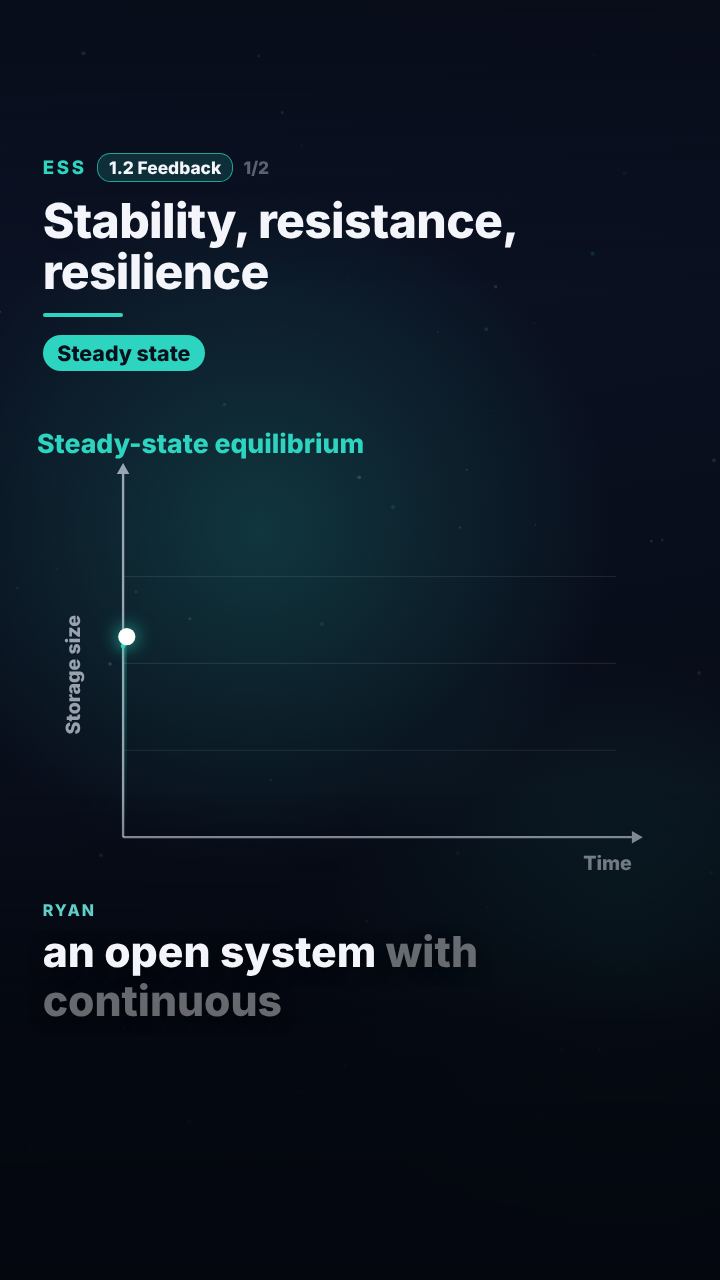 ESS 1.2 Feedback 1/2
Stability, resistance,
resilience
Steady state
Steady-state equilibrium
Storage size
Time
RYAN
an open system with
continuous